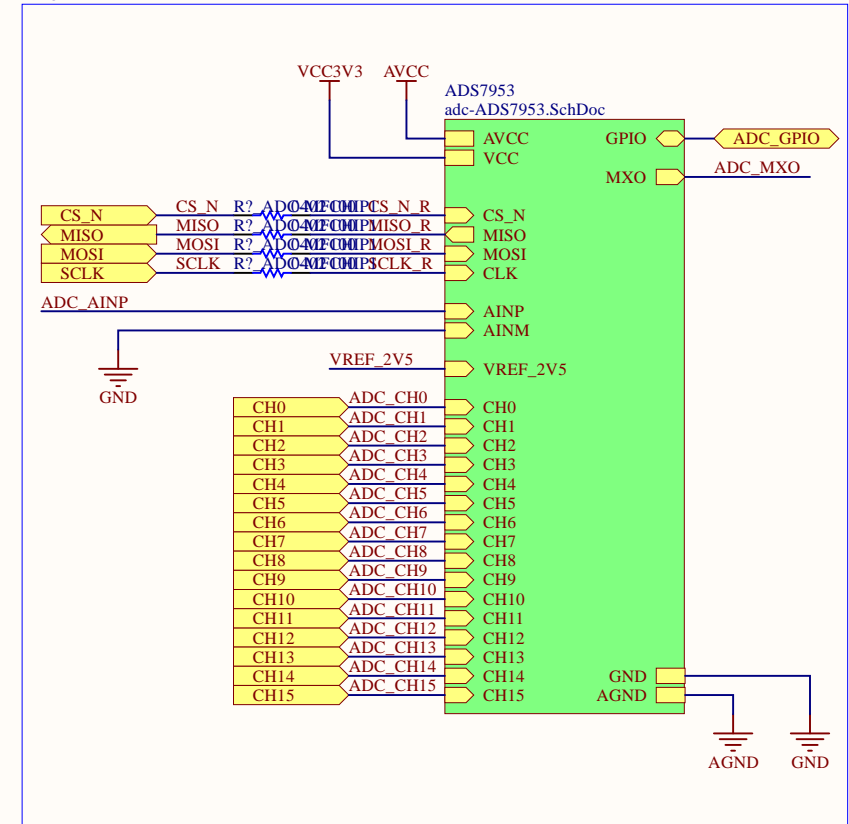 VCC3V3 AVCC
ADS7953
adc-ADS7953.SchDoc
AVCC GPIO ADC_GPIO
VCC
MXO ADC_MXO
CS_N CS_N R? CS_N_R CS_N
MISO MISO R? MISO_R MISO
MOSI MOSI R? MOSI_R MOSI
SCLK SCLK R? SCLK_R CLK
ADC_AINP AINP
AINM
GND
VREF_2V5 VREF_2V5
CH0 ADC_CH0 CH0
CH1 ADC_CH1 CH1
CH2 ADC_CH2 CH2
CH3 ADC_CH3 CH3
CH4 ADC_CH4 CH4
CH5 ADC_CH5 CH5
CH6 ADC_CH6 CH6
CH7 ADC_CH7 CH7
CH8 ADC_CH8 CH8
CH9 ADC_CH9 CH9
CH10 ADC_CH10 CH10
CH11 ADC_CH11 CH11
CH12 ADC_CH12 CH12
CH13 ADC_CH13 CH13
CH14 ADC_CH14 CH14 GND
CH15 ADC_CH15 CH15 AGND
AGND GND